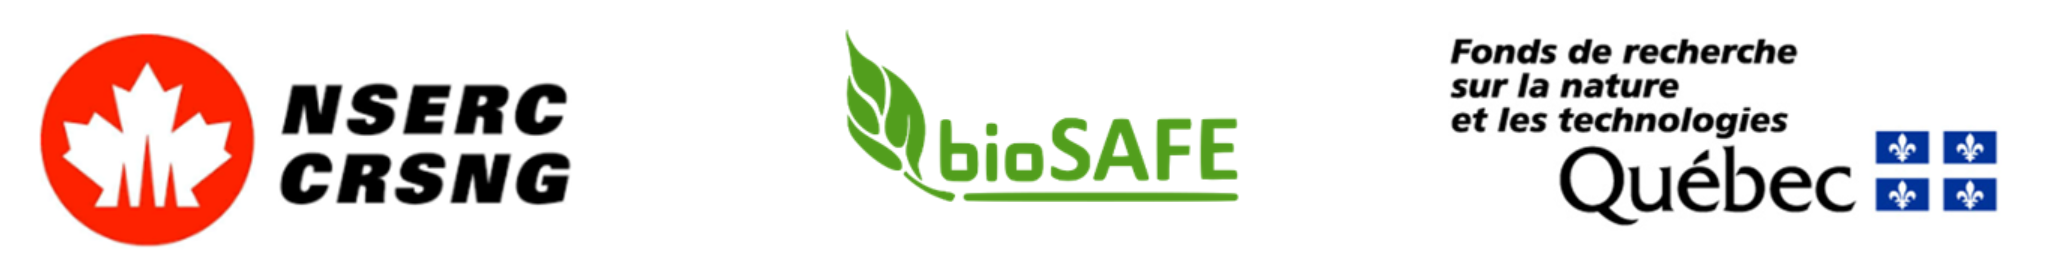 NSERC
CRSNG
bioSAFE
Fonds de recherche
sur la nature
et les technologies
Québec